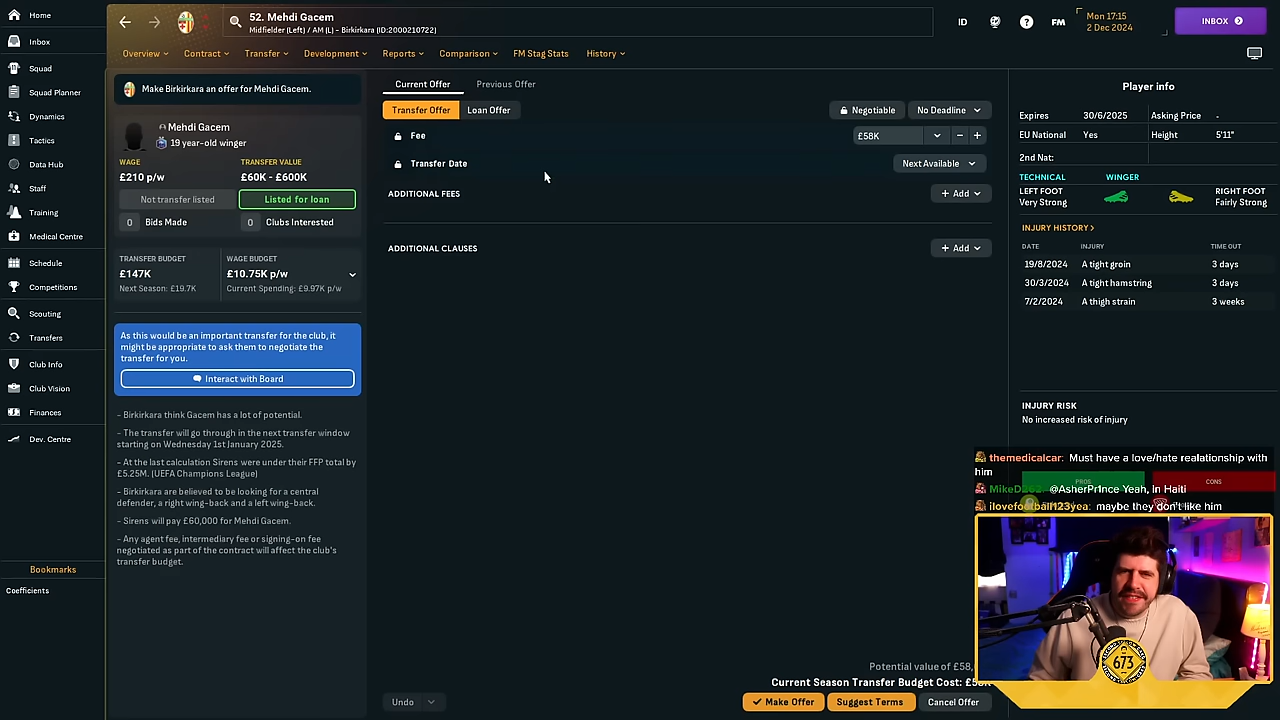 Home
Inbox
Squad
Squad Planner
Dynamics
Tactics
Data Hub
Staff
Training
Medical Centre
Schedule
Competitions
Scouting
Transfers
Club Info
Club Vision
Finances
Dev. Centre
Bookmarks
Coefficients
52. Mehdi Gacem
Midfielder (Left) / AM (L) - Birkirkara [ID:2000210722]
ID
FM
Mon 17:15
2 Dec 2024
INBOX
Overview
Contract
Transfer
Development
Reports
Comparison
FM Stag Stats
History
Make Birkirkara an offer for Mehdi Gacem.
Mehdi Gacem
19 year-old winger
WAGE
TRANSFER VALUE
£210 p/w
£60K - £600K
Not transfer listed
Listed for loan
0 Bids Made
0 Clubs Interested
TRANSFER BUDGET
WAGE BUDGET
£147K
£10.75K p/w
Next Season: £19.7K
Current Spending: £9.97K p/w
As this would be an important transfer for the club, it
might be appropriate to ask them to negotiate the
transfer for you.
Interact with Board
- Birkirkara think Gacem has a lot of potential.
- The transfer will go through in the next transfer window
starting on Wednesday 1st January 2025.
- At the last calculation Sirens were under their FFP total by
£5.25M. (UEFA Champions League)
- Birkirkara are believed to be looking for a central
defender, a right wing-back and a left wing-back.
- Sirens will pay £60,000 for Mehdi Gacem.
- Any agent fee, intermediary fee or signing-on fee
negotiated as part of the contract will affect the club's
transfer budget.
Current Offer
Previous Offer
Transfer Offer
Loan Offer
Negotiable
No Deadline
Fee
£58K
Transfer Date
Next Available
ADDITIONAL FEES
+ Add
ADDITIONAL CLAUSES
+ Add
Undo
Potential value of £58,
Current Season Transfer Budget Cost: £58K
Make Offer
Suggest Terms
Cancel Offer
Player info
Expires 30/6/2025 Asking Price -
EU National Yes Height 5'11"
2nd Nat:
TECHNICAL WINGER
LEFT FOOT
Very Strong
RIGHT FOOT
Fairly Strong
INJURY HISTORY >
DATE INJURY TIME OUT
19/8/2024 A tight groin 3 days
30/3/2024 A tight hamstring 3 days
7/2/2024 A thigh strain 3 weeks
INJURY RISK
No increased risk of injury
themedicalcar: Must have a love/hate realationship with
him
PROS
CONS
MikeD262: @AsherPr1nce Yeah, In Haiti
ilovefootball123yea: maybe they don't like him
673